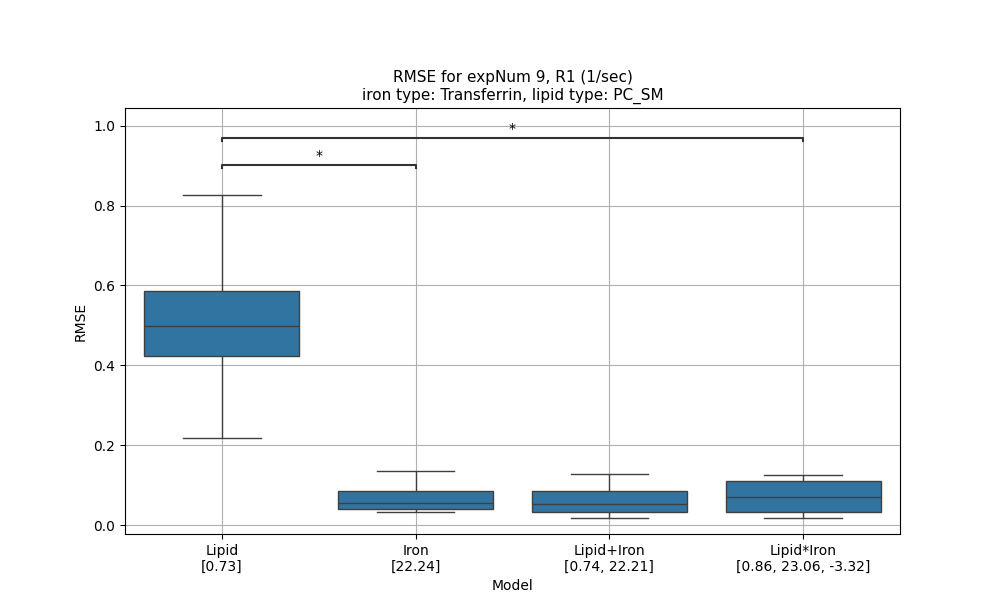 RMSE for expNum 9, R1 (1/sec)
iron type: Transferrin, lipid type: PC_SM
1.0
*
*
0.8
0.6
RMSE
0.4
0.2
0.0
Lipid
[0.73]
Iron
[22.24]
Lipid+Iron
[0.74, 22.21]
Lipid*Iron
[0.86, 23.06, -3.32]
Model